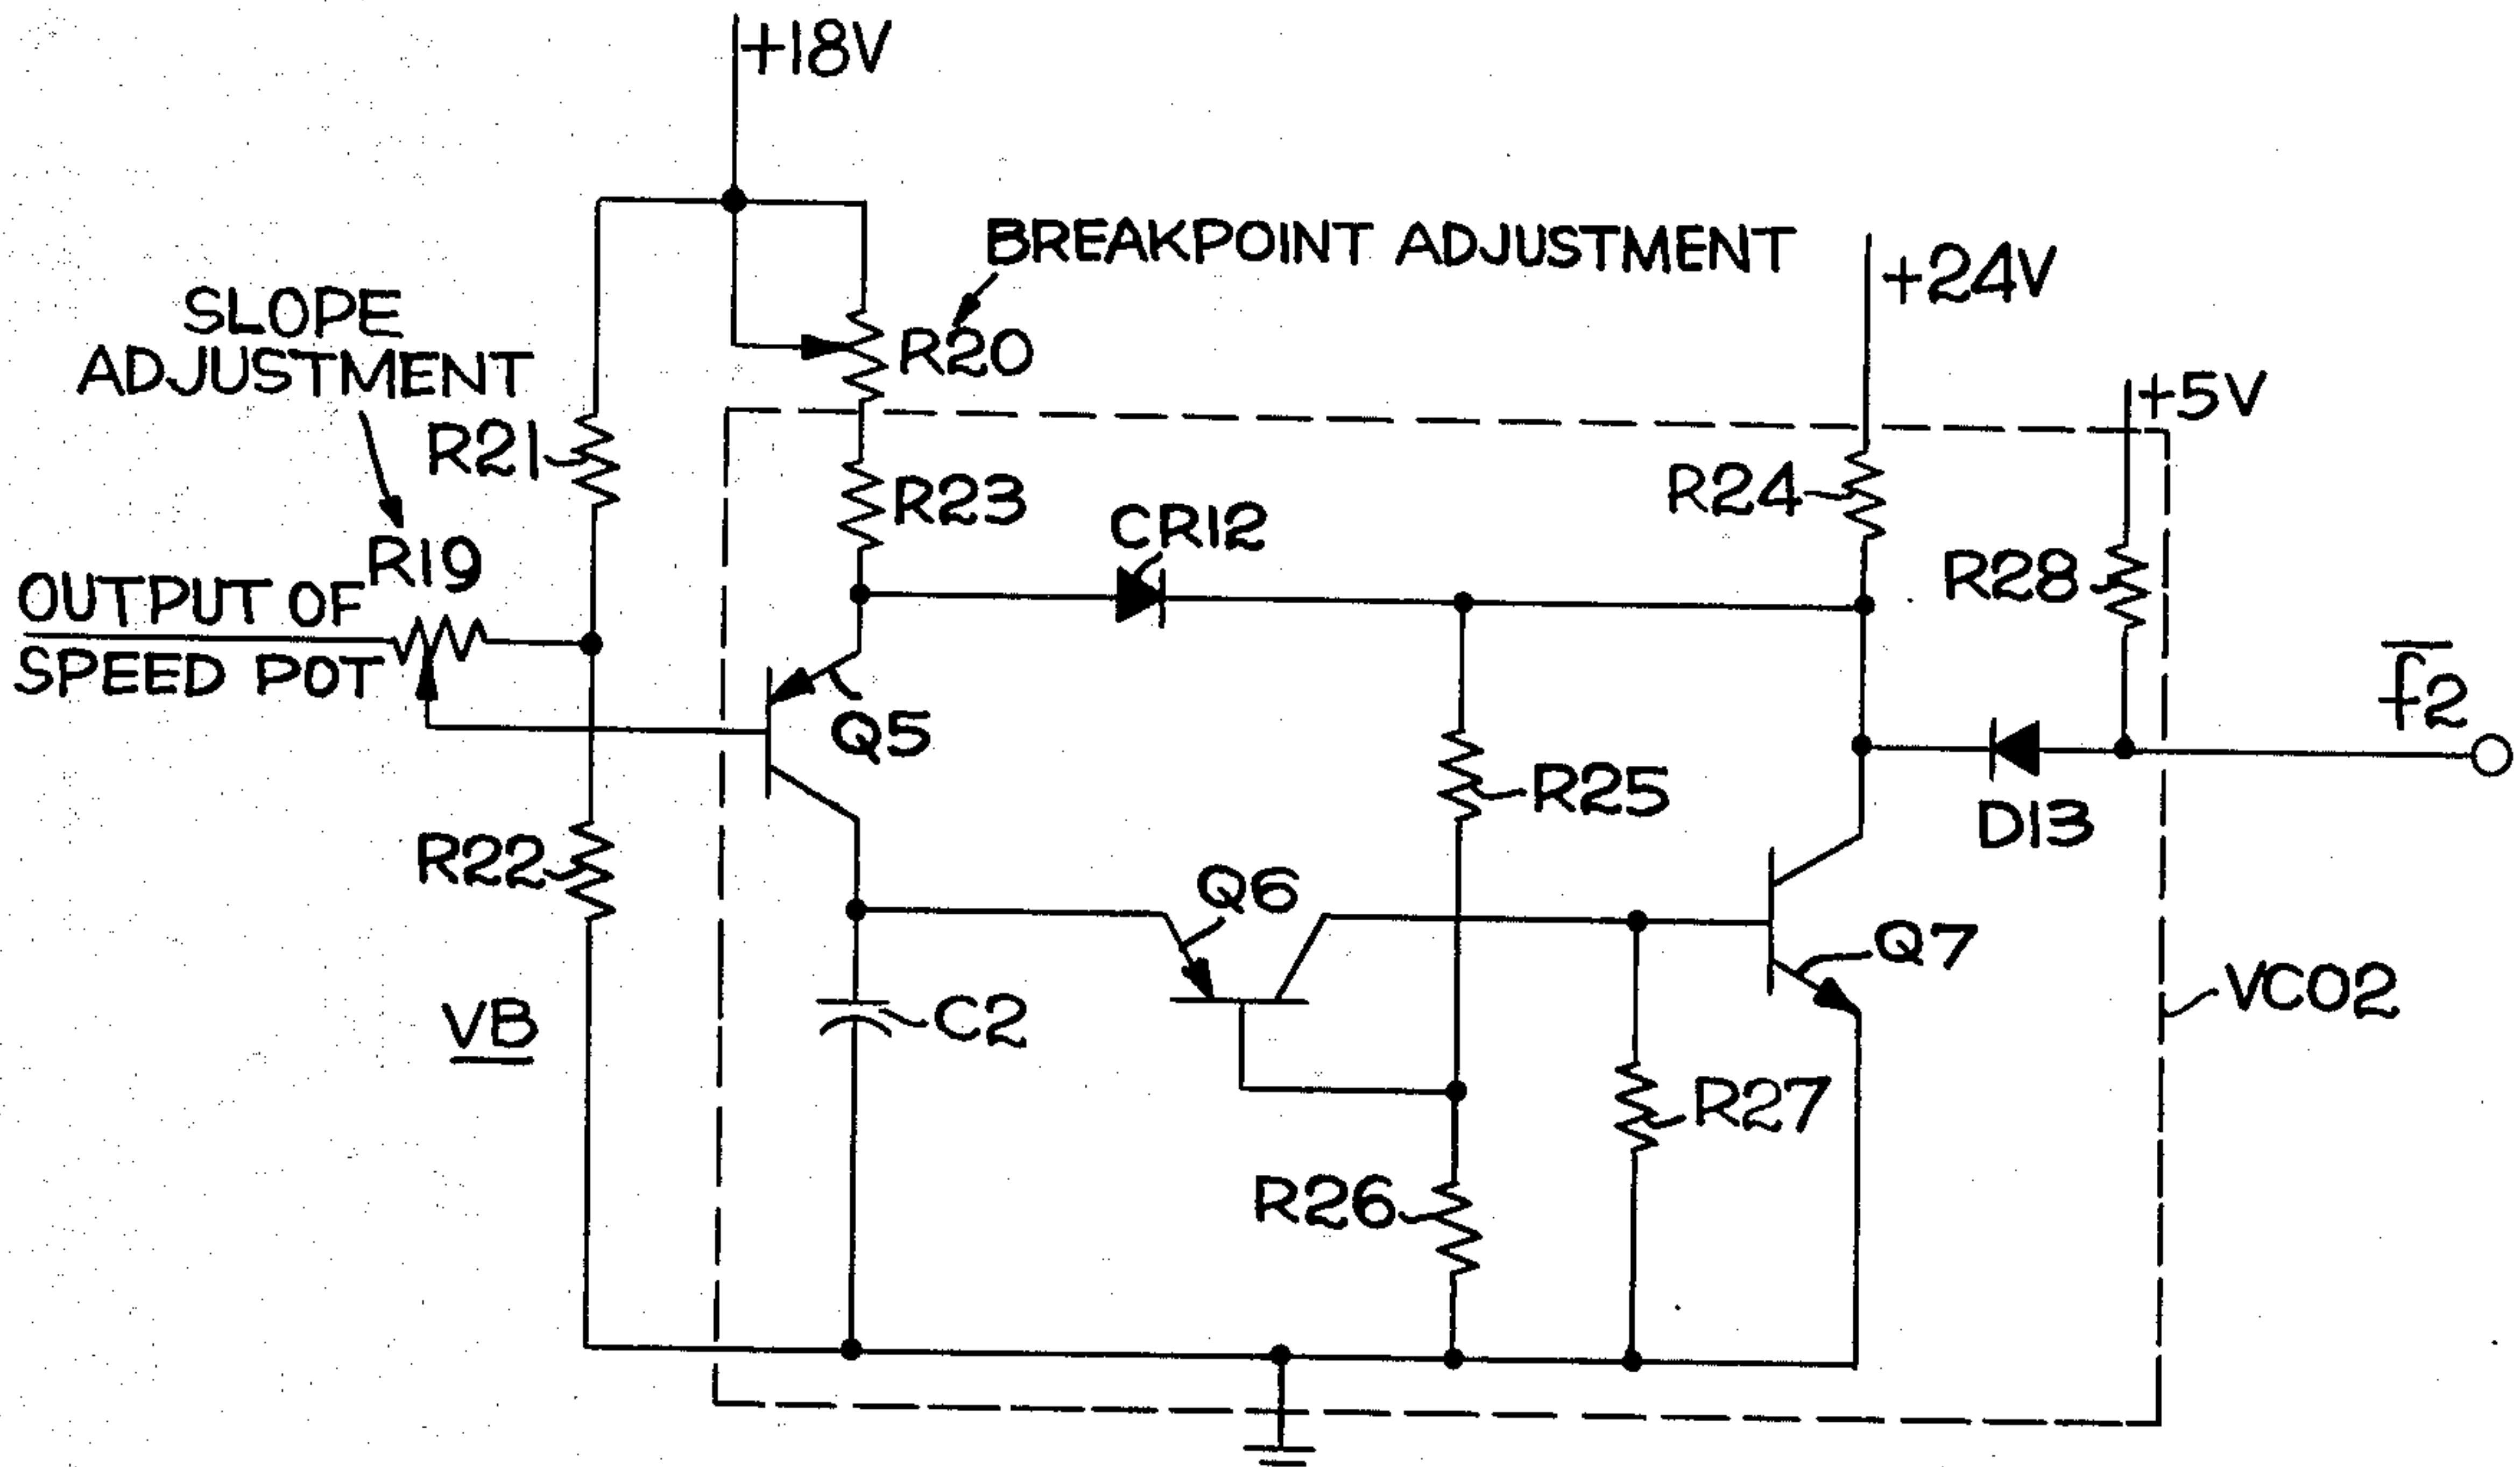 +18V
BREAKPOINT ADJUSTMENT
+24V
SLOPE
ADJUSTMENT
R20
+5V
R21
R23
R24
CR12
R28
R19
OUTPUT OF
SPEED POT
f2
Q5
R25
D13
R22
Q6
Q7
VB
C2
VCO2
R27
R26